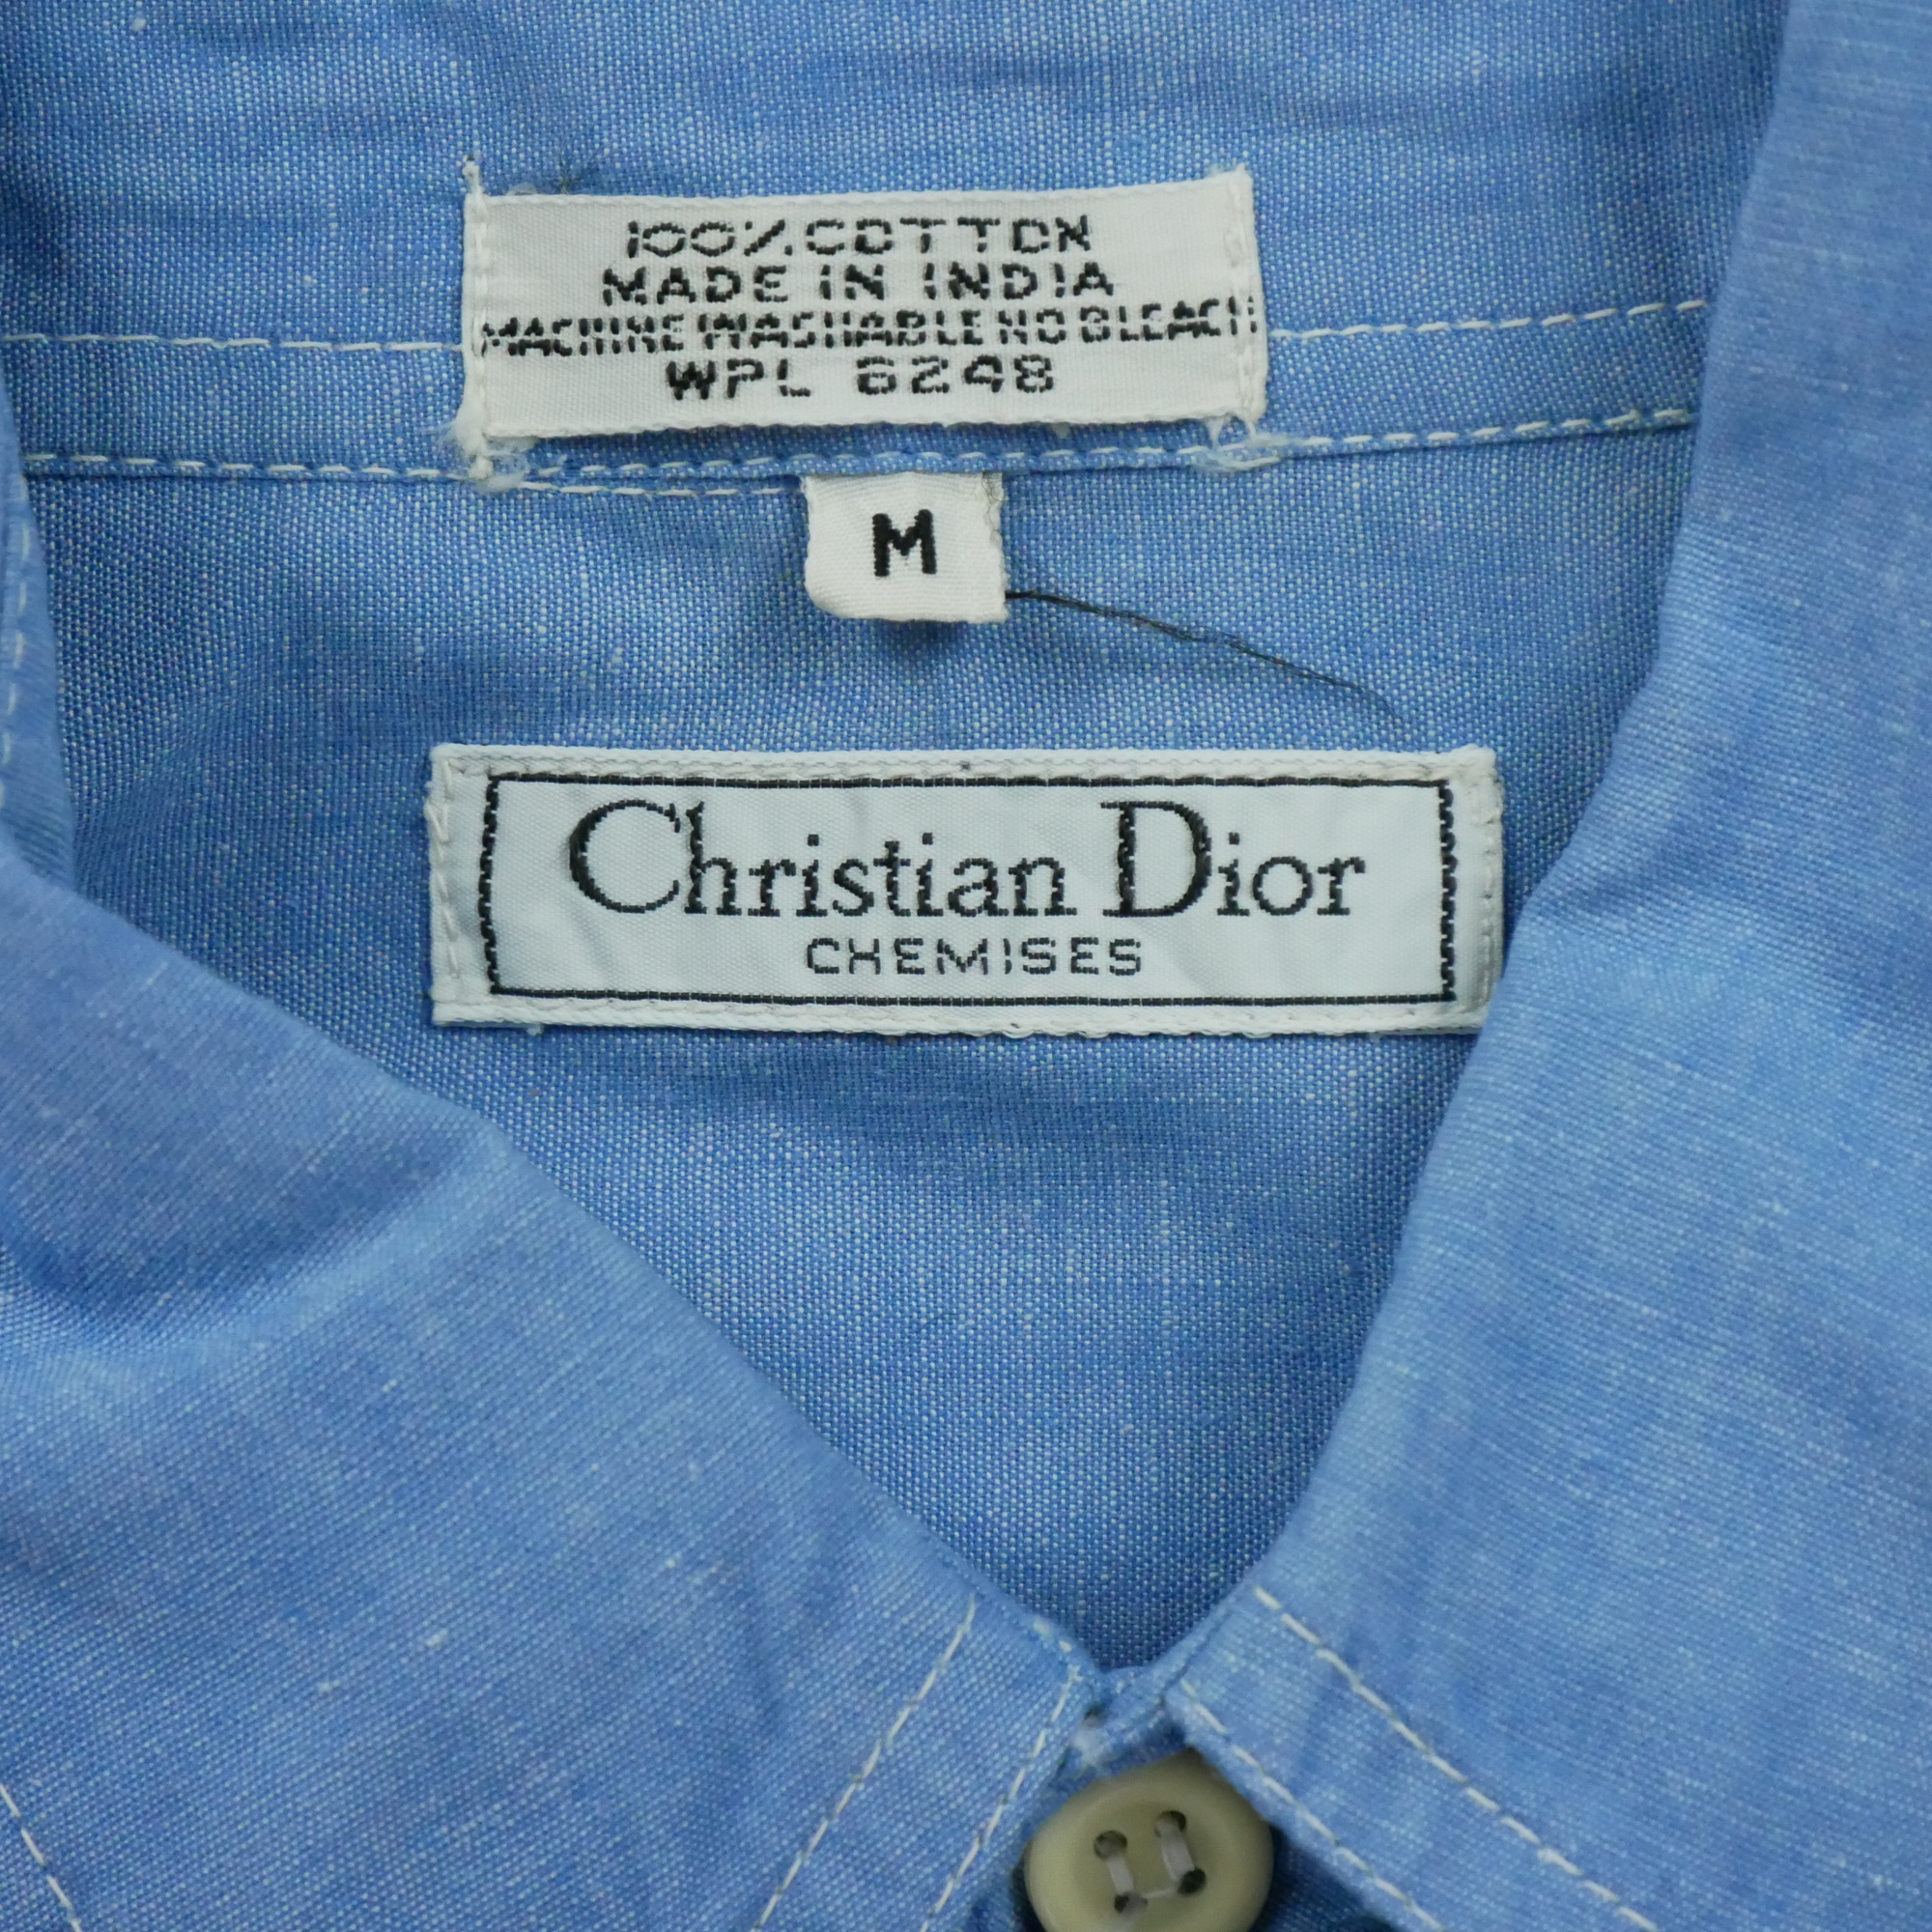 100% COTTON
MADE IN INDIA
MACHINE WASHABLE NO BLEACH
WPL 6248
M
Christian Dior
CHEMISES